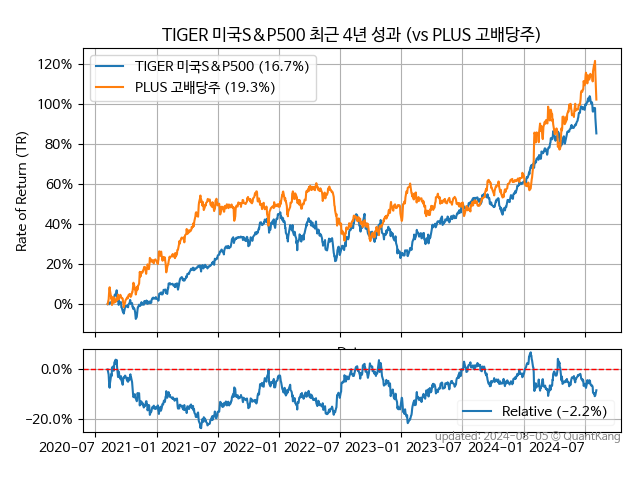 TIGER 미국S&P500 최근 4년 성과 (vs PLUS 고배당주)
TIGER 미국S&P500 (16.7%)
PLUS 고배당주 (19.3%)
Rate of Return (TR)
120%
100%
80%
60%
40%
20%
0%
0.0%
−20.0%
Relative (−2.2%)
updated: 2024-08-05 © QuantKang
2020-07 2021-01 2021-07 2022-01 2022-07 2023-01 2023-07 2024-01 2024-07